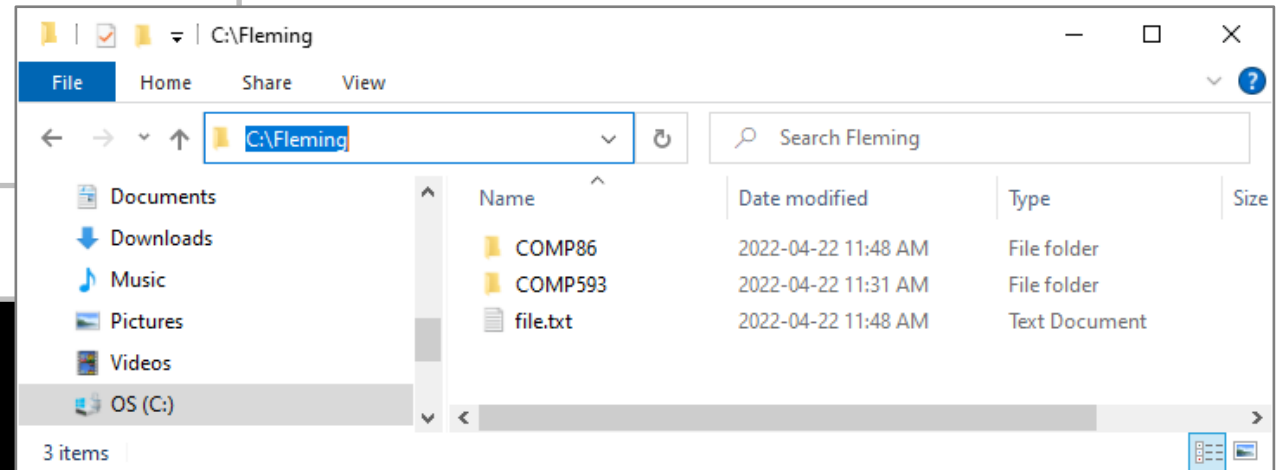 C:\Fleming
File Home Share View ?
C:\Fleming Search Fleming
Documents Name Date modified Type Size
Downloads COMP86 2022-04-22 11:48 AM File folder
Music COMP593 2022-04-22 11:31 AM File folder
Pictures file.txt 2022-04-22 11:48 AM Text Document
Videos
OS (C:)
3 items